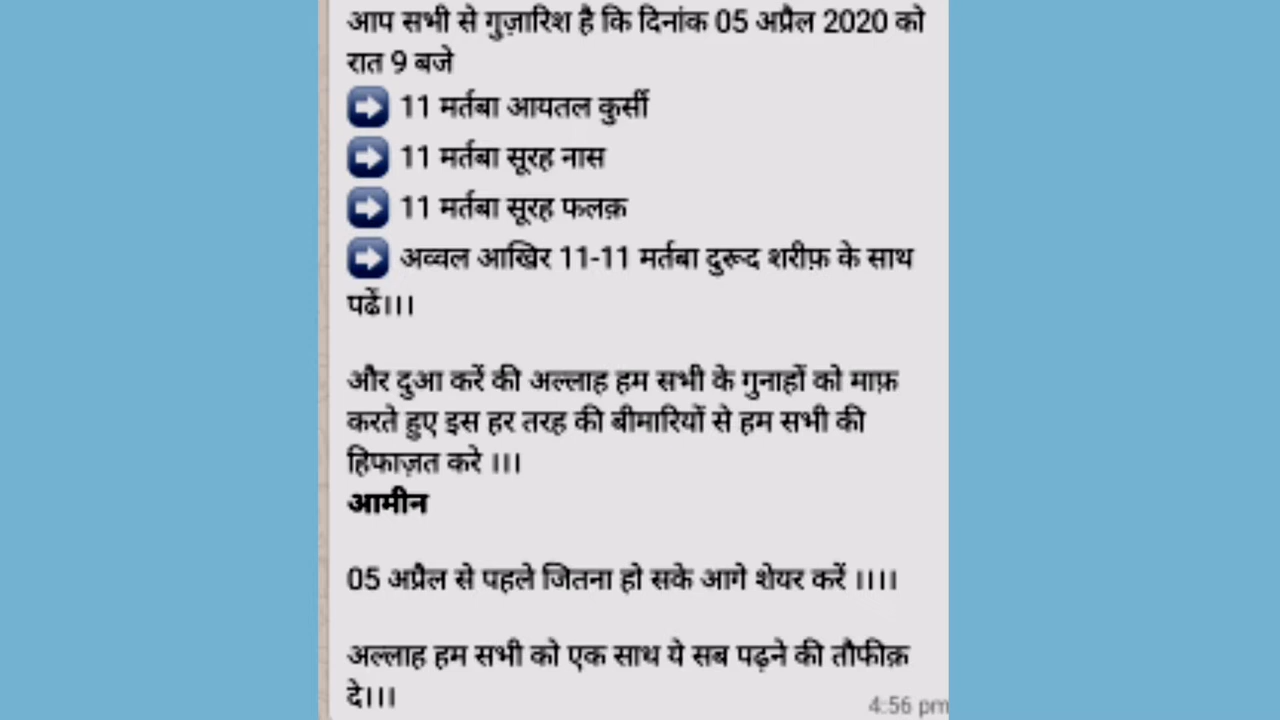 आप सभी से गुज़ारिश है कि दिनांक 05 अप्रैल 2020 को
रात 9 बजे
➡ 11 मर्तबा आयतल कुर्सी
➡ 11 मर्तबा सूरह नास
➡ 11 मर्तबा सूरह फलक़
➡ अव्वल आखिर 11-11 मर्तबा दुरूद शरीफ़ के साथ
पढें।।।
और दुआ करें की अल्लाह हम सभी के गुनाहों को माफ़
करते हुए इस हर तरह की बीमारियों से हम सभी की
हिफाज़त करे ।।।
आमीन
05 अप्रैल से पहले जितना हो सके आगे शेयर करें ।।।।
अल्लाह हम सभी को एक साथ ये सब पढ़ने की तौफीक़
दे।।।
4:56 pm